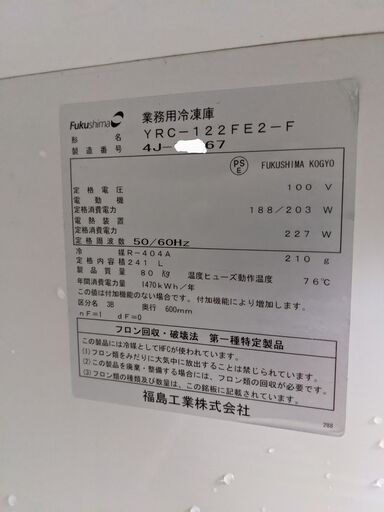 Fukushima 業務用冷凍庫
形 名 YRC-122FE2-F
製造番号 4J- 67
PS E FUKUSHIMA KOGYO
定格電圧 100 V
電動機
定格消費電力 188/203 W
電熱装置
定格消費電力 227 W
定格周波数 50/60Hz
冷 媒 R-404A 210 g
定格内容積 241 L
製品質量 80 kg 温度ヒューズ動作温度 76℃
年間消費電力量 1470 kWh/年
この値は付加機能のない場合です。付加機能により増加します。
区分名 3B 奥行 600mm
nF=1 dF=0
フロン回収・破壊法 第一種特定製品
この製品には冷媒としてHFCが使われています。
(1) フロン類をみだりに大気中に放出することは禁じられています。
(2) この製品を廃棄・整備する場合には、フロン類の回収が必要です。
(3) フロン類の種類及び数量は、この銘板に記載されています。
福島工業株式会社
288